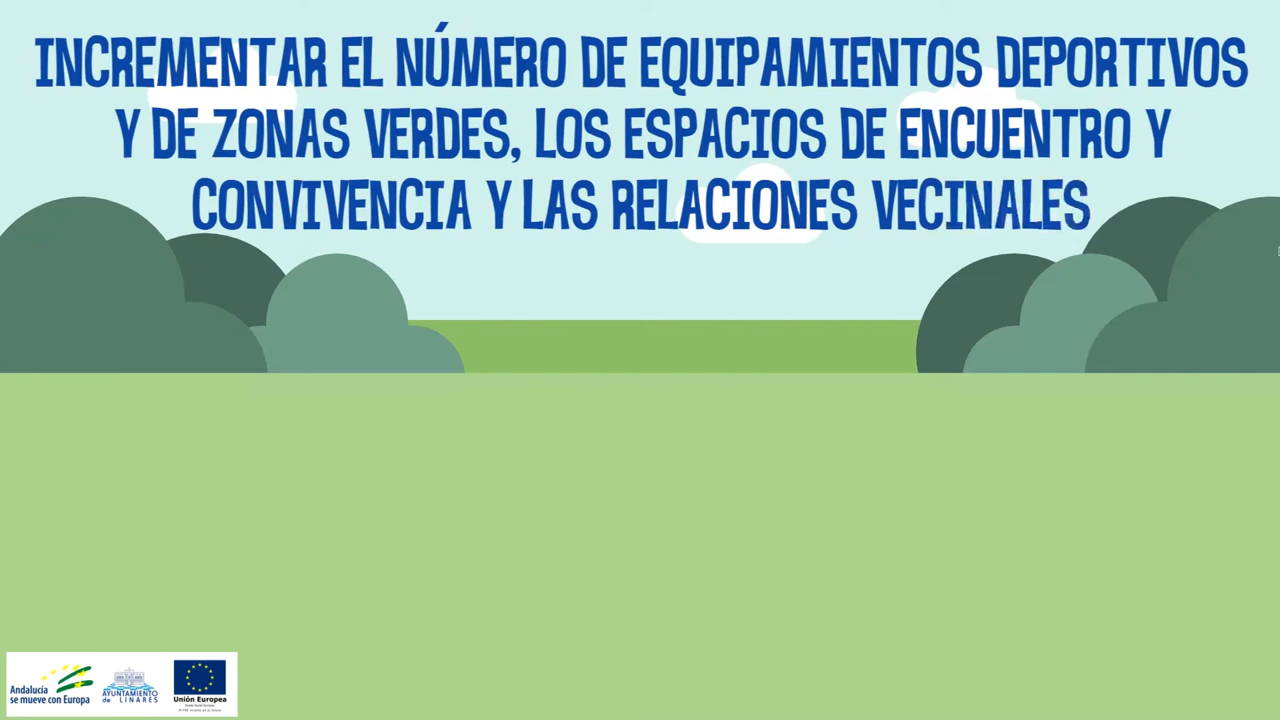 INCREMENTAR EL NÚMERO DE EQUIPAMIENTOS DEPORTIVOS
Y DE ZONAS VERDES, LOS ESPACIOS DE ENCUENTRO Y
CONVIVENCIA Y LAS RELACIONES VECINALES
Andalucía
se mueve con Europa
AYUNTAMIENTO
de LINARES
Unión Europea